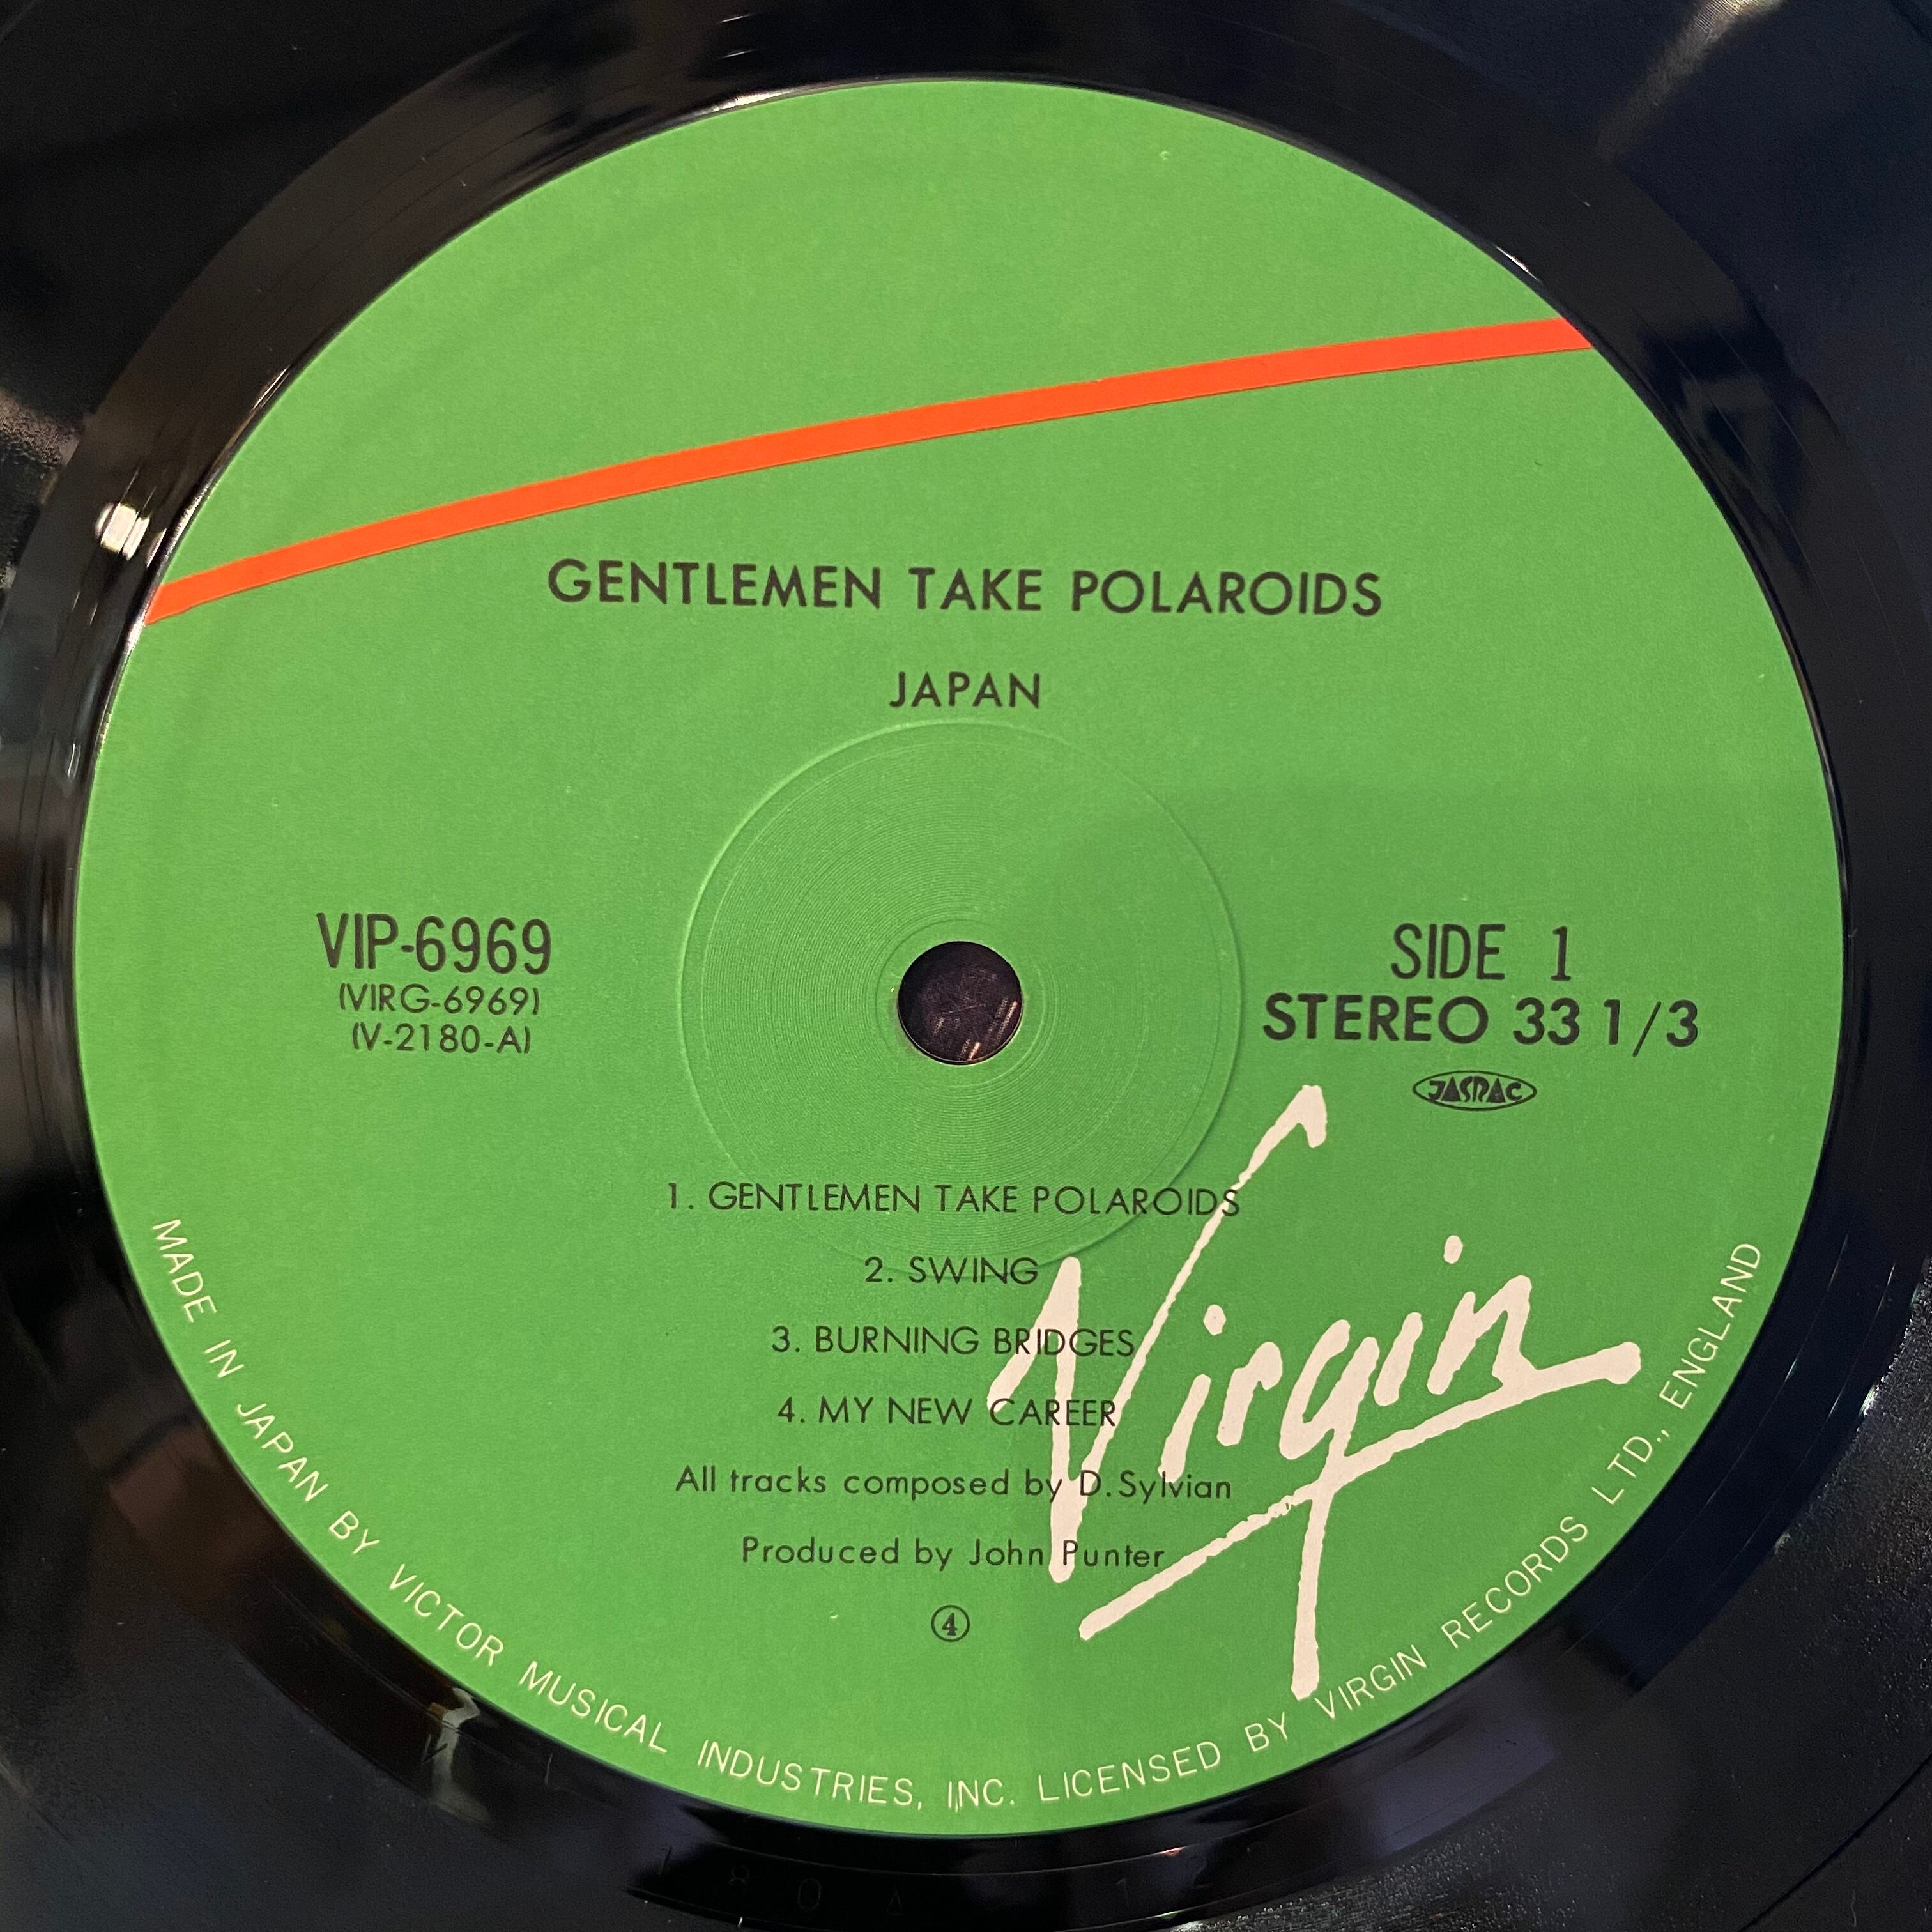 GENTLEMEN TAKE POLAROIDS
JAPAN
VIP-6969
(VIRG-6969)
(V-2180-A)
SIDE 1
STEREO 33 1/3
JASRAC
1. GENTLEMEN TAKE POLAROIDS
2. SWING
3. BURNING BRIDGES
4. MY NEW CAREER
All tracks composed by D.Sylvian
Produced by John Punter
④
Virgin
MADE IN JAPAN BY VICTOR MUSICAL INDUSTRIES, INC. LICENSED BY VIRGIN RECORDS LTD., ENGLAND